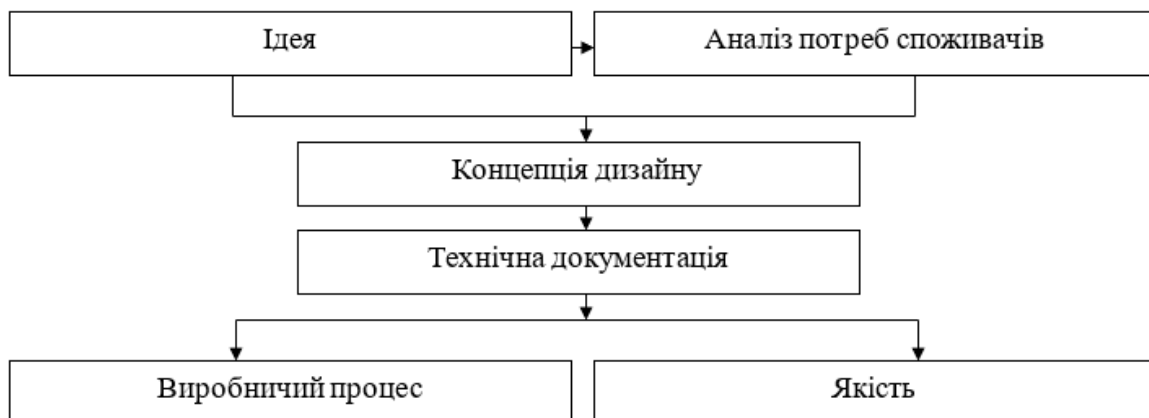 Ідея
Аналіз потреб споживачів
Концепція дизайну
Технічна документація
Виробничий процес
Якість